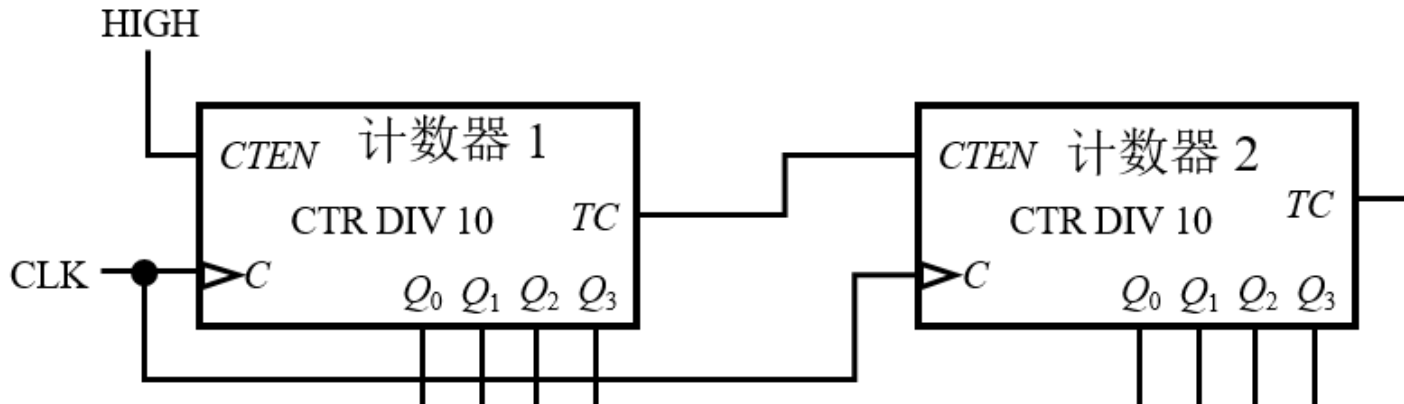 HIGH
CTEN 计数器 1
CTR DIV 10 TC
CLK C
Q0 Q1 Q2 Q3
CTEN 计数器 2
CTR DIV 10 TC
C
Q0 Q1 Q2 Q3